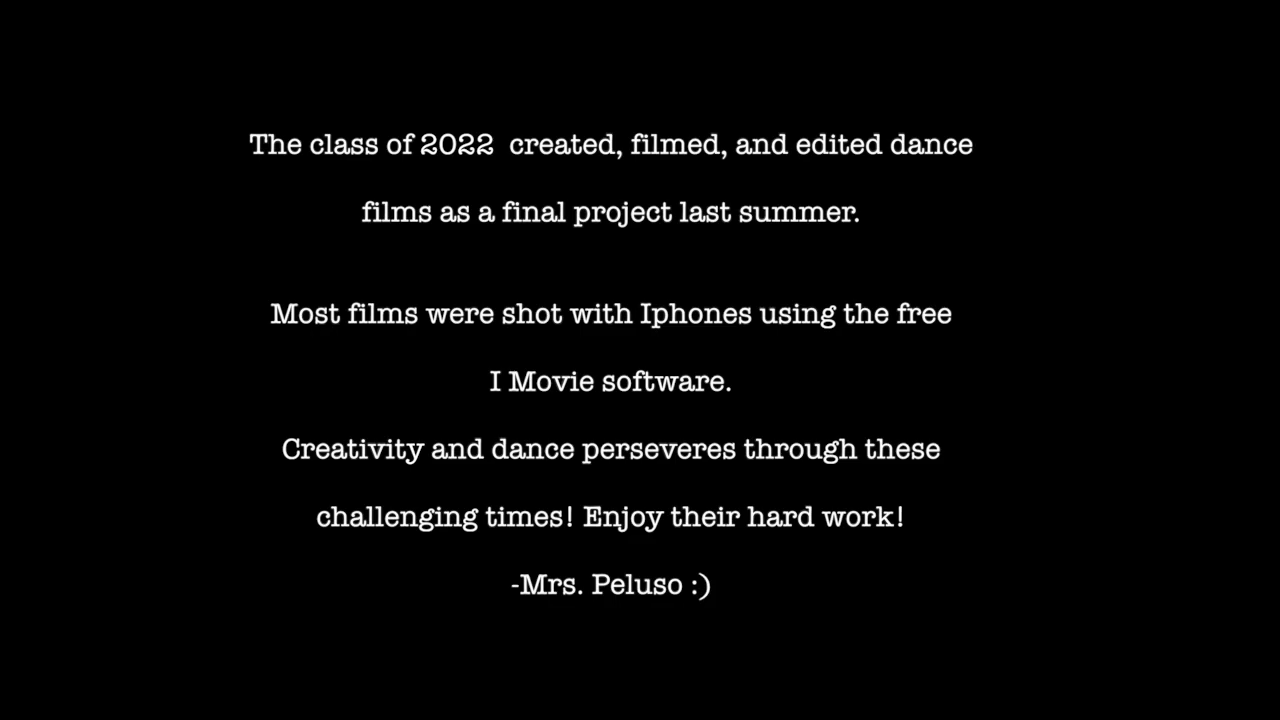 The class of 2022  created, filmed, and edited dance
films as a final project last summer.
Most films were shot with Iphones using the free
I Movie software.
Creativity and dance perseveres through these
challenging times! Enjoy their hard work!
-Mrs. Peluso :)